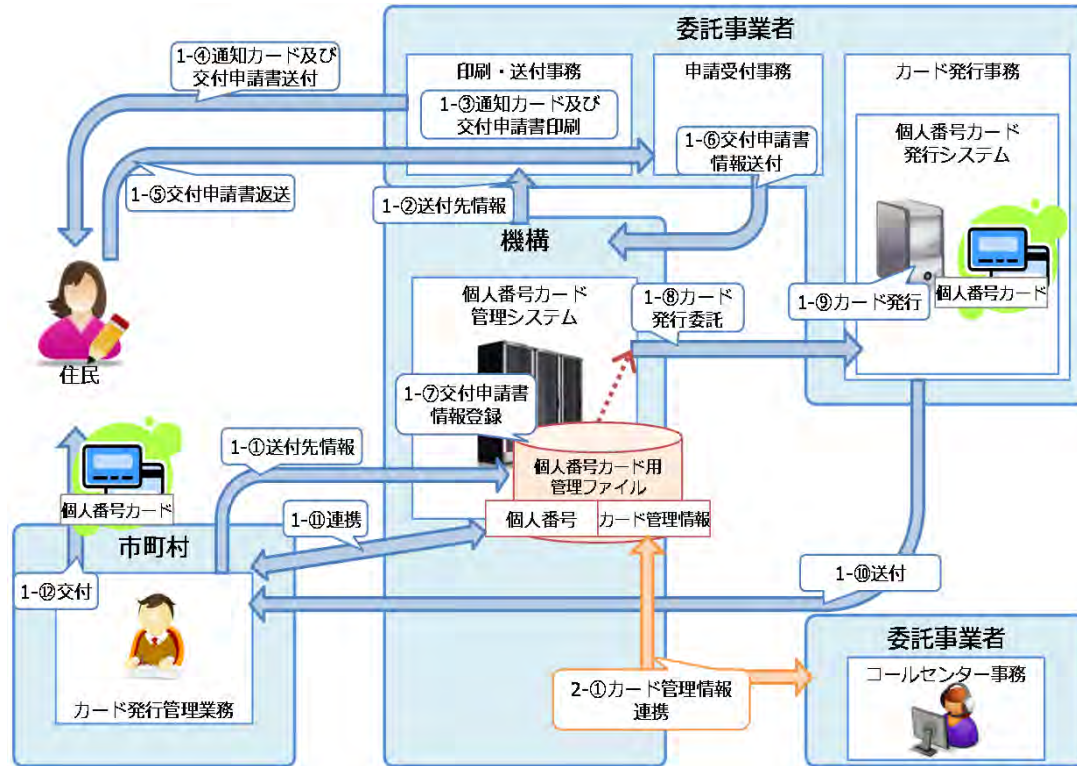 委託事業者
1-④通知カード及び
交付申請書送付
印刷・送付事務
申請受付事務
カード発行事務
1-③通知カード及び
交付申請書印刷
個人番号カード
発行システム
1-⑥交付申請書
情報送付
1-⑤交付申請書返送
1-②送付先情報
機構
個人番号カード
管理システム
1-⑧カード
発行委託
1-⑨カード発行
個人番号カード
住民
1-⑦交付申請書
情報登録
1-①送付先情報
個人番号カード用
管理ファイル
個人番号カード
個人番号
カード管理情報
1-⑪連携
市町村
1-⑫交付
1-⑩送付
委託事業者
コールセンター事務
2-①カード管理情報
連携
カード発行管理業務